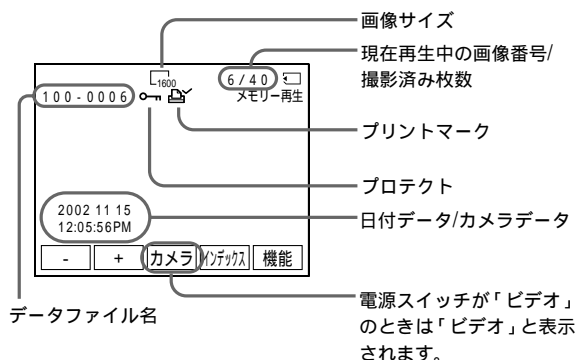 画像サイズ
現在再生中の画像番号/
撮影済み枚数
1600
6/40
100-0006
メモリー再生
プリントマーク
プロテクト
2002 11 15
12:05:56PM
日付データ/カメラデータ
- + カメラ インデックス 機能
データファイル名
電源スイッチが「ビデオ」
のときは「ビデオ」と表示
されます。